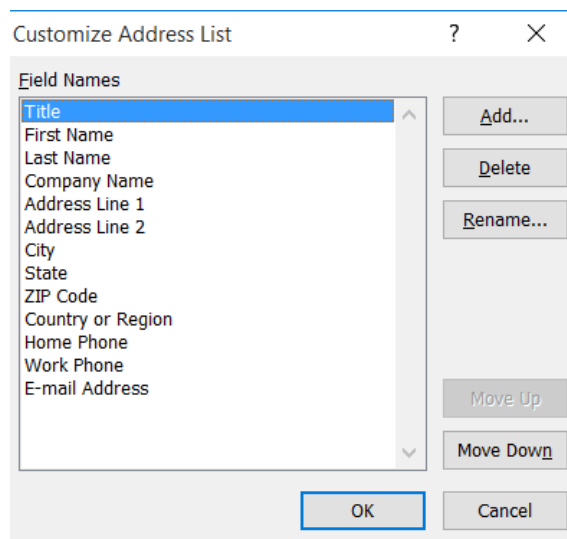 Customize Address List
?
Field Names
Title
First Name
Last Name
Company Name
Address Line 1
Address Line 2
City
State
ZIP Code
Country or Region
Home Phone
Work Phone
E-mail Address
Add...
Delete
Rename...
Move Up
Move Down
OK
Cancel